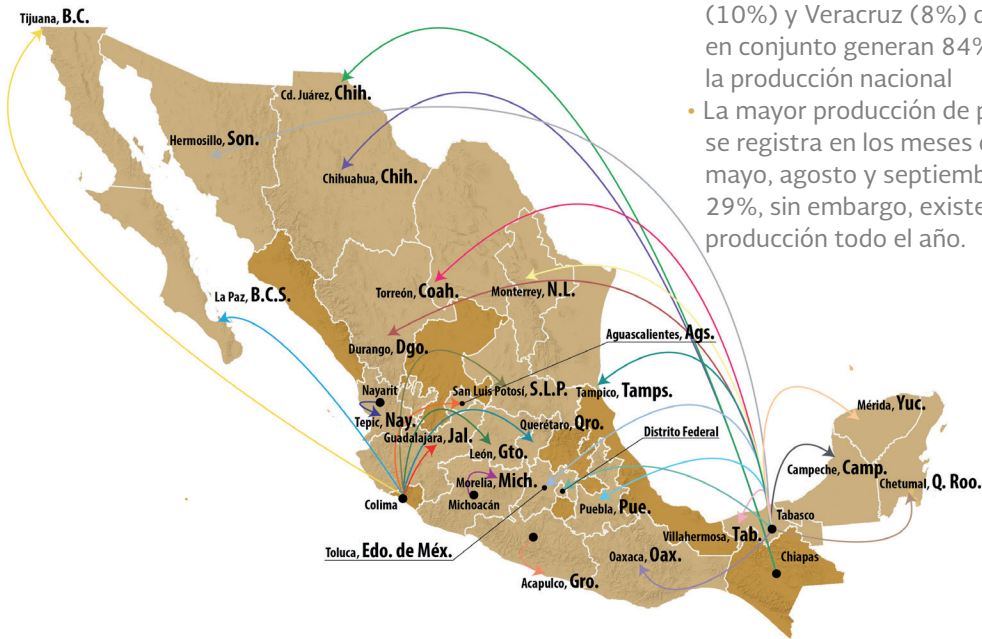 (10%) y Veracruz (8%)
en conjunto generan 84%
la producción nacional
• La mayor producción de
se registra en los meses
mayo, agosto y
29%, sin embargo, existe
producción todo el año.
Tijuana, B.C.
Cd. Juárez, Chih.
Hermosillo, Son.
Chihuahua, Chih.
La Paz, B.C.S.
Torreón, Coah.
Monterrey, N.L.
Durango, Dgo.
Aguascalientes, Ags.
Nayarit
San Luis Potosí, S.L.P.
Tampico, Tamps.
Tepic, Nay.
Guadalajara, Jal.
Querétaro, Qro.
León, Gto.
Distrito Federal
Mérida, Yuc.
Campeche, Camp.
Chetumal, Q. Roo.
Morelia, Mich.
Colima
Michoacán
Puebla, Pue.
Tabasco
Villahermosa, Tab.
Toluca, Edo. de Méx.
Oaxaca, Oax.
Chiapas
Acapulco, Gro.